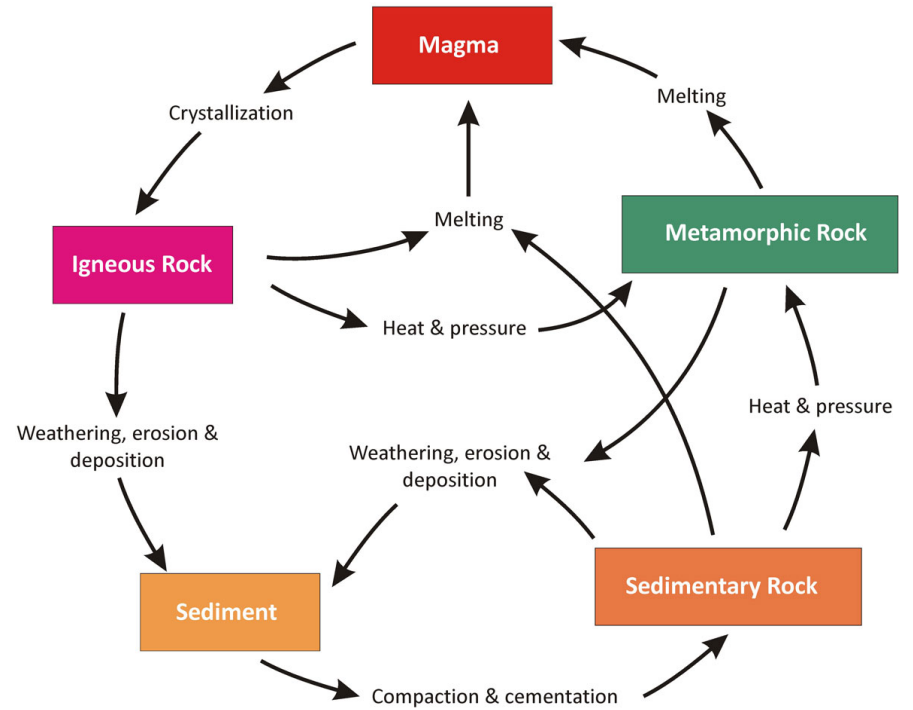 Magma
Melting
Crystallization
Melting
Metamorphic Rock
Igneous Rock
Heat & pressure
Heat & pressure
Weathering, erosion &
deposition
Weathering, erosion &
deposition
Sediment
Sedimentary Rock
Compaction & cementation